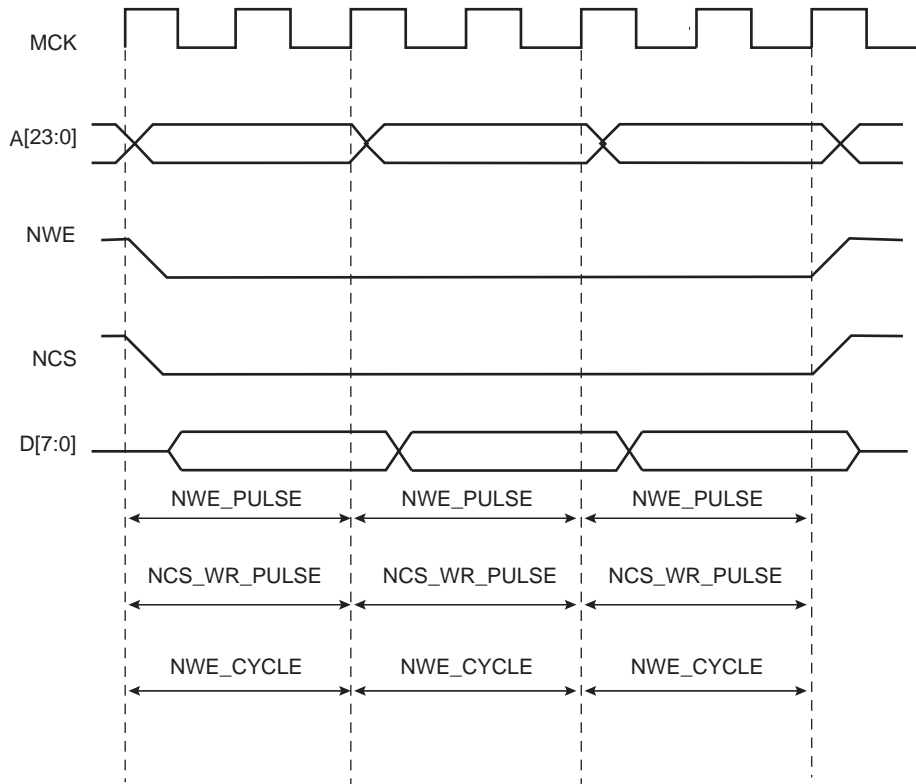 MCK
A[23:0]
NWE
NCS
D[7:0]
NWE_PULSE NWE_PULSE NWE_PULSE
NCS_WR_PULSE NCS_WR_PULSE NCS_WR_PULSE
NWE_CYCLE NWE_CYCLE NWE_CYCLE